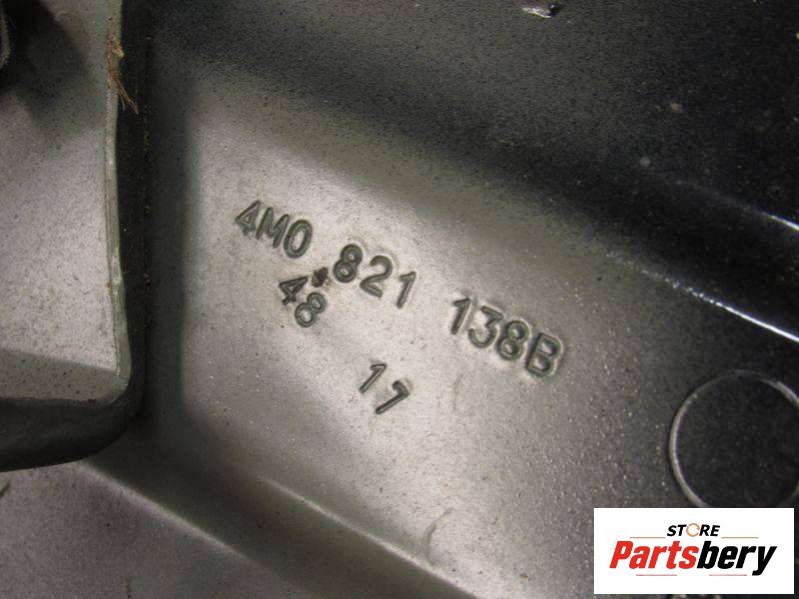 4M0 821 138B
48 17
STORE
Partsbery